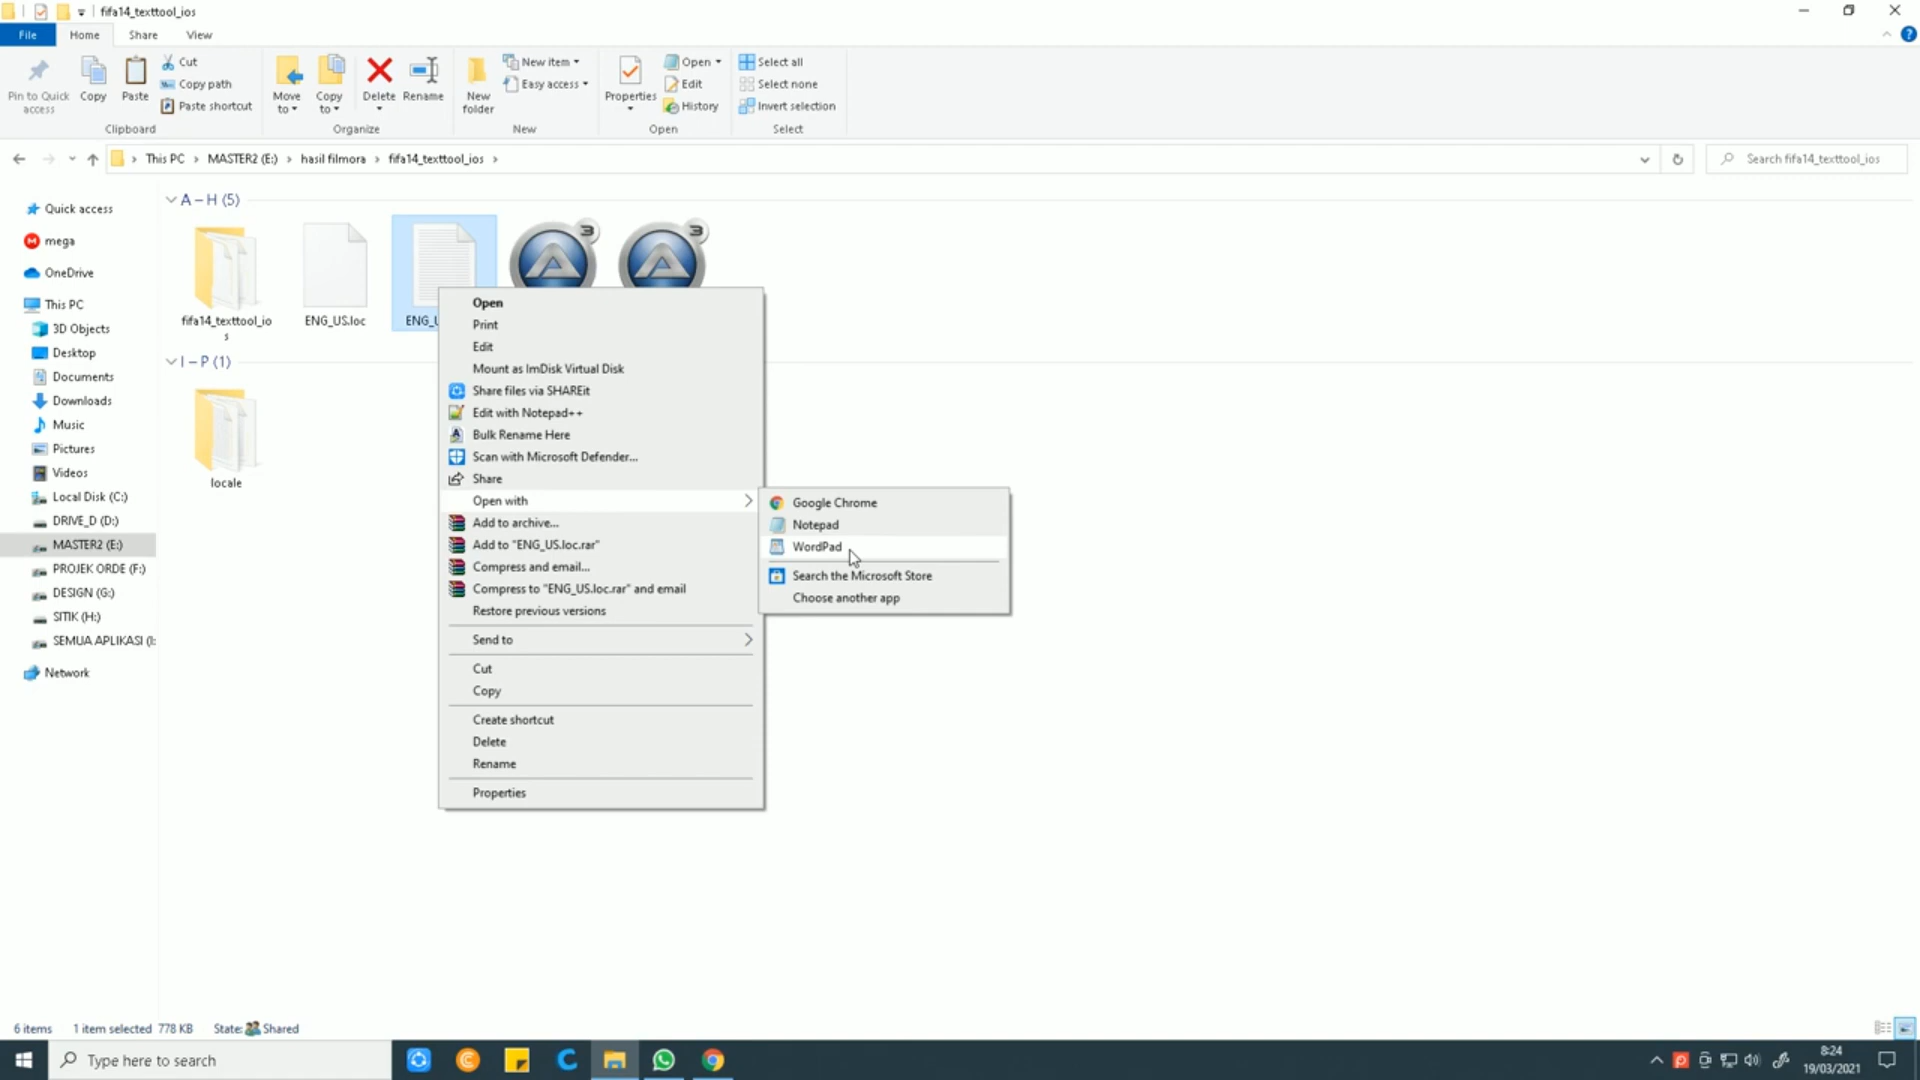 fifa14_texttool_ios
File Home Share View
Pin to Quick access
Copy
Paste
Cut
Copy path
Paste shortcut
Clipboard
Move to
Copy to
Delete
Rename
Organize
New folder
New item
Easy access
New
Properties
Open
Edit
History
Open
Select all
Select none
Invert selection
Select
This PC > MASTER2 (E:) > hasil filmora > fifa14_texttool_ios >
Search fifa14_texttool_ios
Quick access
mega
OneDrive
This PC
3D Objects
Desktop
Documents
Downloads
Music
Pictures
Videos
Local Disk (C:)
DRIVE_D (D:)
MASTER2 (E:)
PROJEK ORDE (F:)
DESIGN (G:)
SITIK (H:)
SEMUA APLIKASI (I:
Network
A – H (5)
fifa14_texttool_io
s
ENG_US.loc
ENG_U
3
3
I – P (1)
locale
Open
Print
Edit
Mount as ImDisk Virtual Disk
Share files via SHAREit
Edit with Notepad++
Bulk Rename Here
Scan with Microsoft Defender...
Share
Open with
Add to archive...
Add to "ENG_US.loc.rar"
Compress and email...
Compress to "ENG_US.loc.rar" and email
Restore previous versions
Send to
Cut
Copy
Create shortcut
Delete
Rename
Properties
Google Chrome
Notepad
WordPad
Search the Microsoft Store
Choose another app
6 items 1 item selected 778 KB State: Shared
Type here to search
8:24
19/03/2021